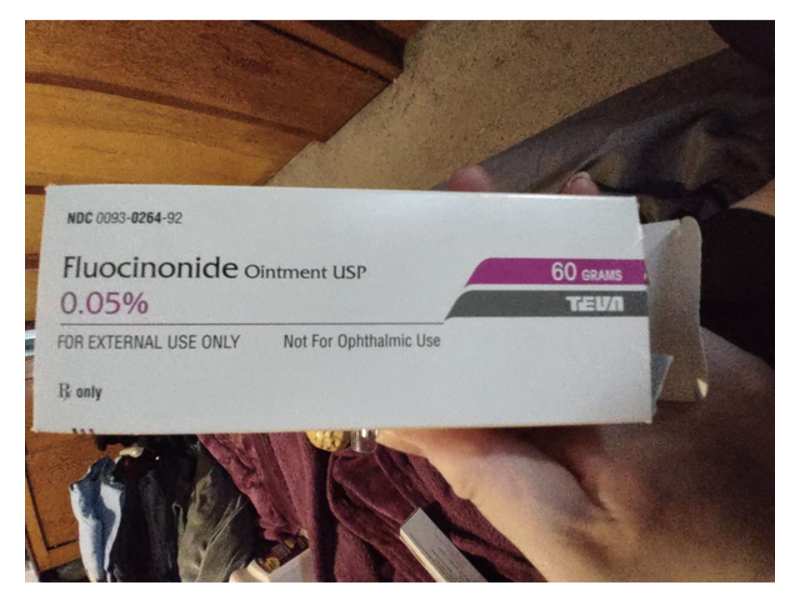 NDC 0093-0264-92
Fluocinonide Ointment USP
0.05%
60 GRAMS
TEVA
FOR EXTERNAL USE ONLY Not For Ophthalmic Use
℞ only